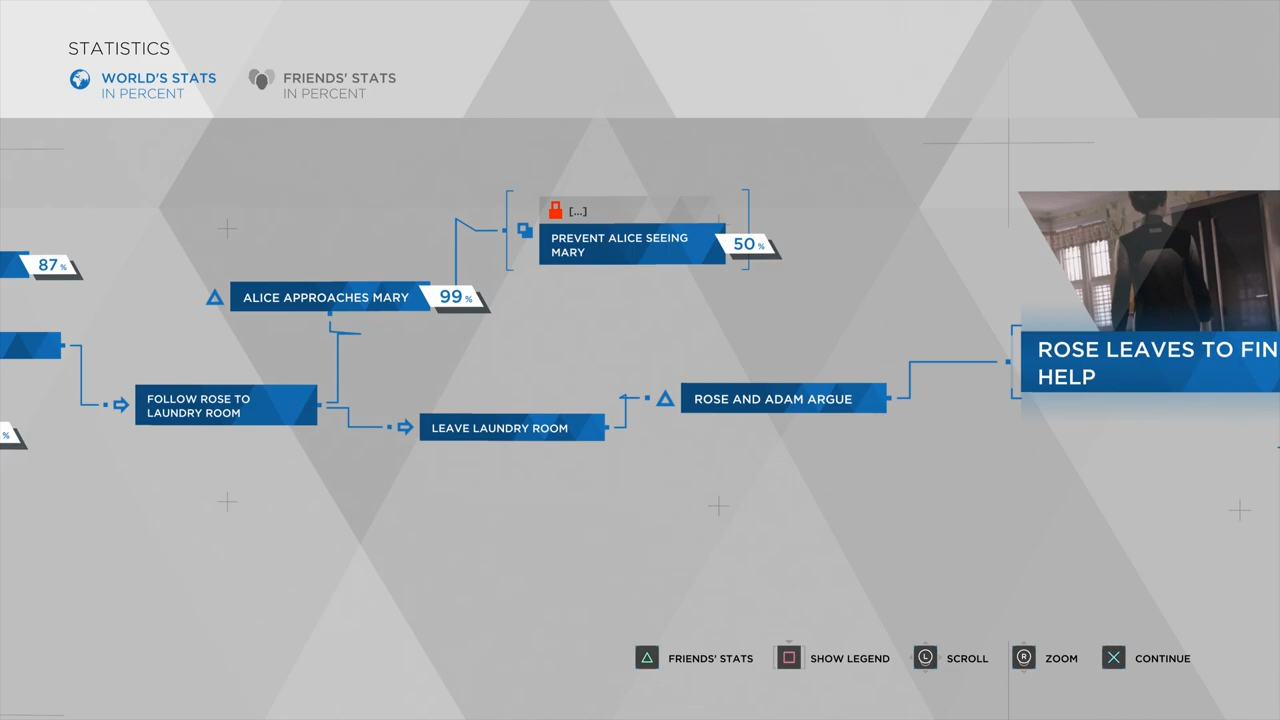 STATISTICS
WORLD'S STATS
IN PERCENT
FRIENDS' STATS
IN PERCENT
[...]
PREVENT ALICE SEEING
MARY
50 %
87 %
ALICE APPROACHES MARY
99 %
ROSE LEAVES TO FIN
HELP
FOLLOW ROSE TO
LAUNDRY ROOM
ROSE AND ADAM ARGUE
LEAVE LAUNDRY ROOM
%
FRIENDS' STATS
SHOW LEGEND
L
SCROLL
R
ZOOM
CONTINUE